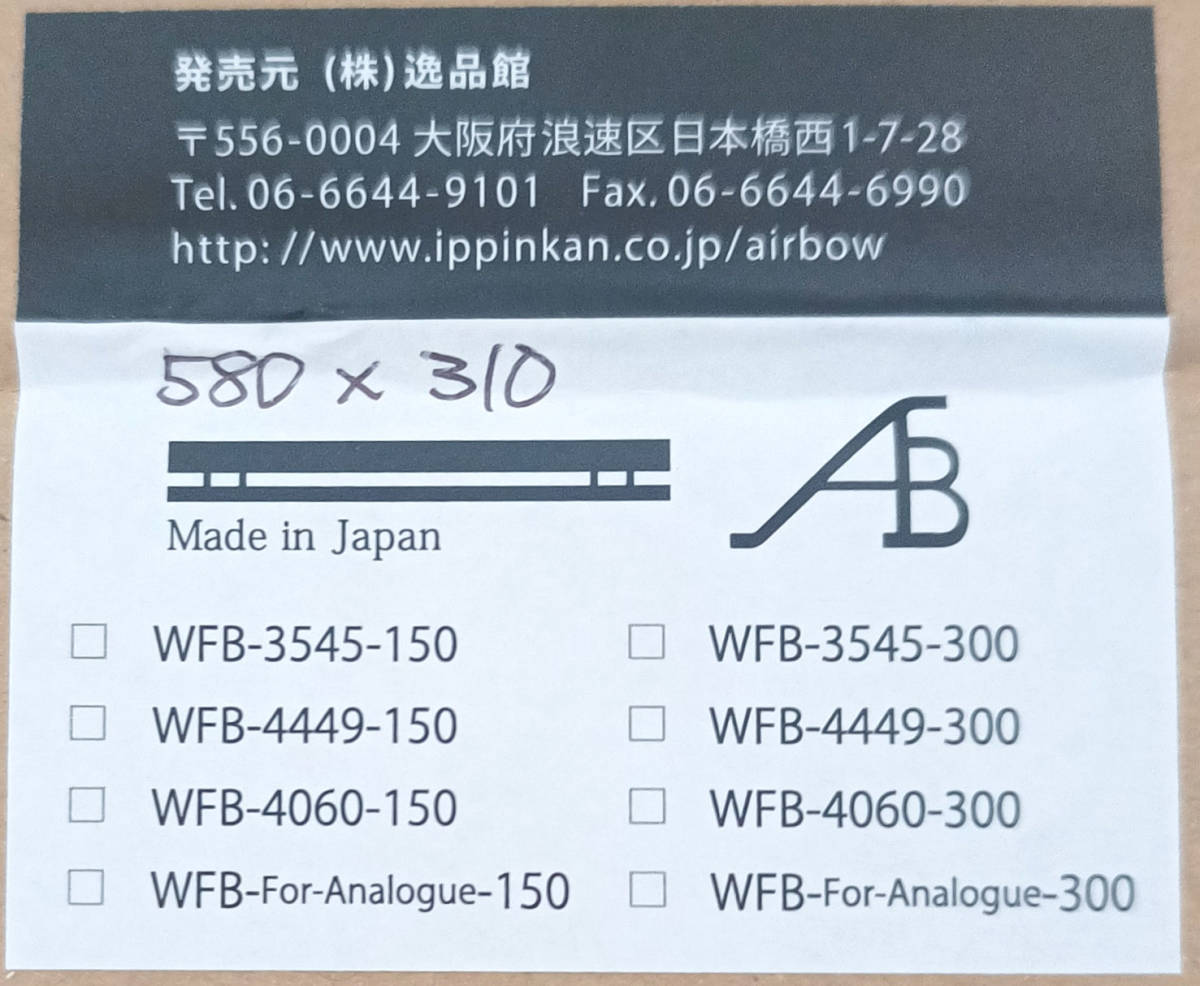 発売元 (株)逸品館
〒556-0004 大阪府浪速区日本橋西1-7-28
Tel. 06-6644-9101 Fax. 06-6644-6990
http://www.ippinkan.co.jp/airbow
580 x 310
AB
Made in Japan
☐ WFB-3545-150 ☐ WFB-3545-300
☐ WFB-4449-150 ☐ WFB-4449-300
☐ WFB-4060-150 ☐ WFB-4060-300
☐ WFB-For-Analogue-150 ☐ WFB-For-Analogue-300